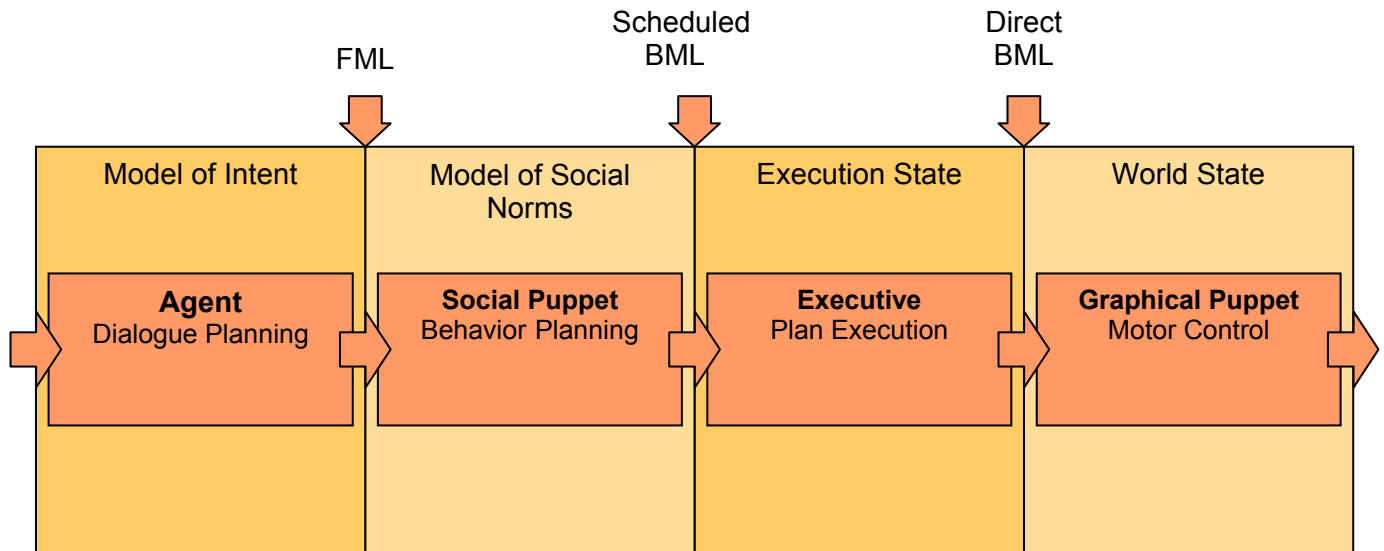 FML
Scheduled
BML
Direct
BML
Model of Intent
Model of Social
Norms
Execution State
World State
Agent
Dialogue Planning
Social Puppet
Behavior Planning
Executive
Plan Execution
Graphical Puppet
Motor Control